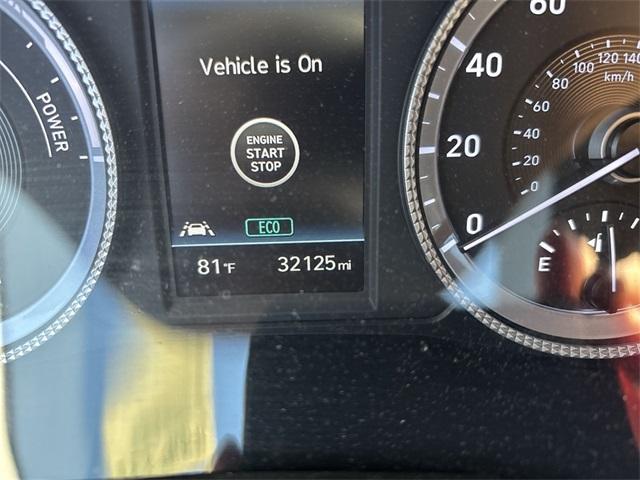 Vehicle is On
ENGINE
START
STOP
ECO
81°F 32125 mi
POWER
60
40
20
0
140
120
100
80
60
40
20
0
km/h
E